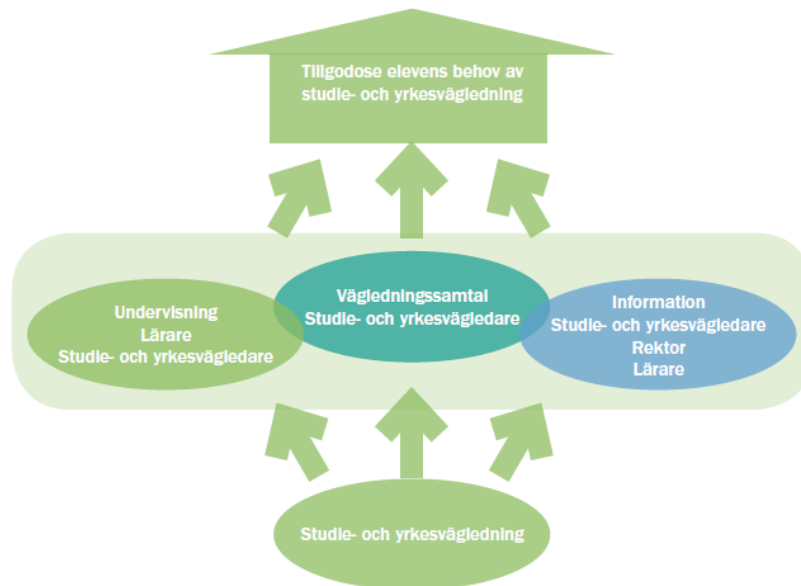 Tillgodose elevens behov av
studie- och yrkesvägledning
Undervisning
Lärare
Studie- och yrkesvägledare
Vägledningssamtal
Studie- och yrkesvägledare
Information
Studie- och yrkesvägledare
Rektor
Lärare
Studie- och yrkesvägledning